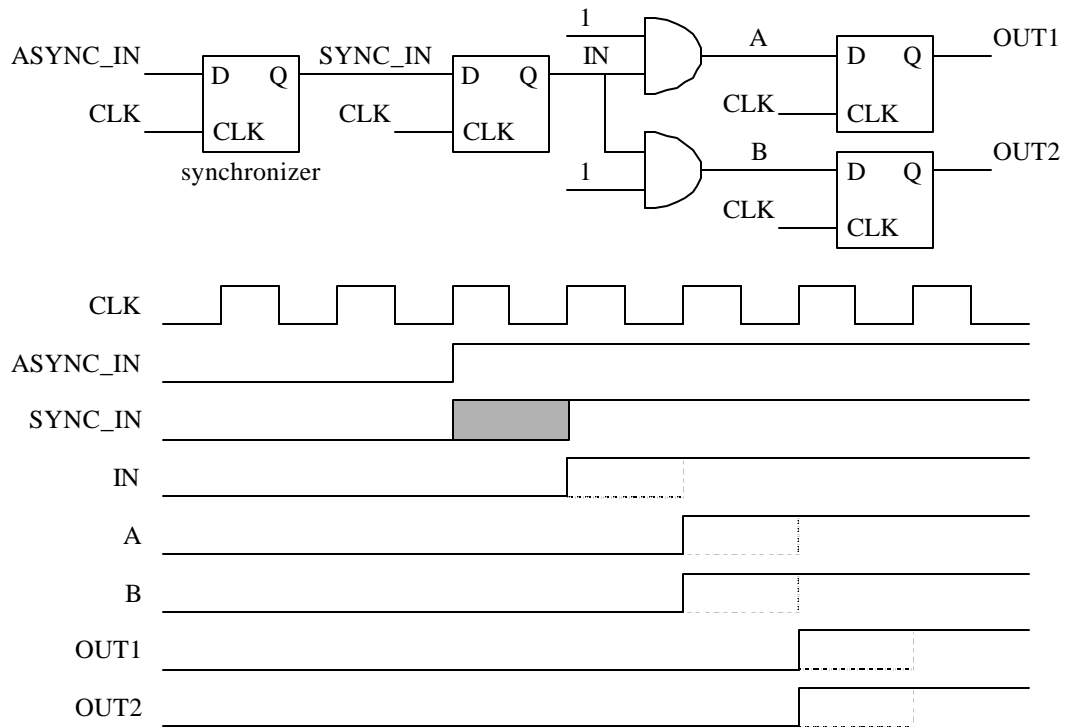 1
A
OUT1
ASYNC_IN
SYNC_IN
IN
D Q
D Q
D Q
CLK
CLK
CLK
CLK
CLK
CLK
synchronizer
B
OUT2
1
D Q
CLK
CLK
CLK
ASYNC_IN
SYNC_IN
IN
A
B
OUT1
OUT2